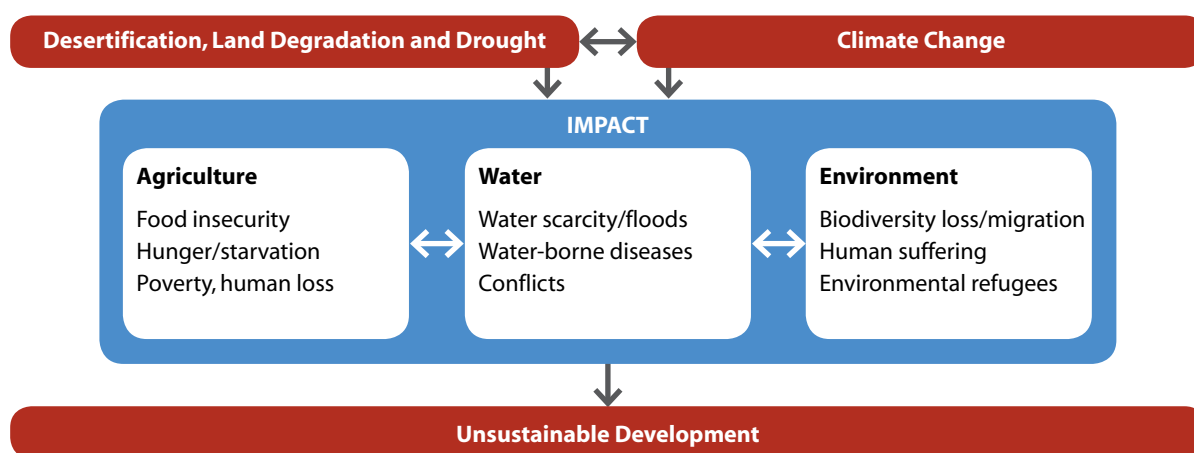 Desertification, Land Degradation and Drought
Climate Change
IMPACT
Agriculture
Food insecurity
Hunger/starvation
Poverty, human loss
Water
Water scarcity/floods
Water-borne diseases
Conflicts
Environment
Biodiversity loss/migration
Human suffering
Environmental refugees
Unsustainable Development